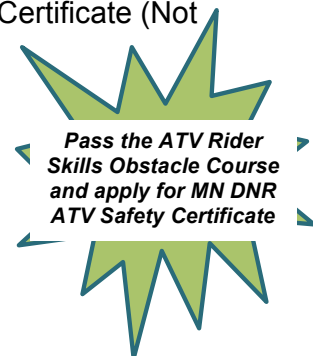 Certificate (Not
Pass the ATV Rider
Skills Obstacle Course
and apply for MN DNR
ATV Safety Certificate